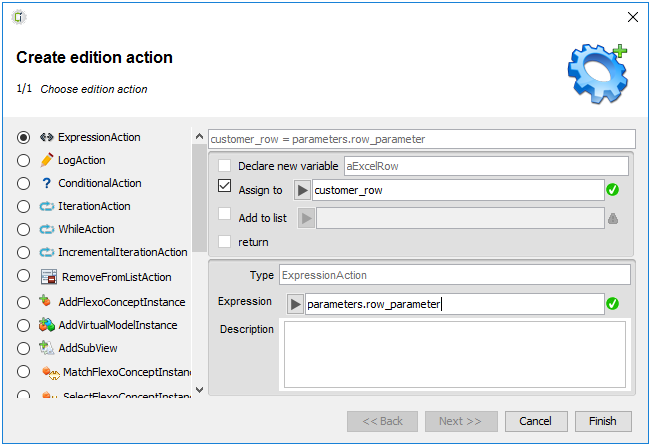 Create edition action
1/1 Choose edition action
ExpressionAction
LogAction
ConditionalAction
IterationAction
WhileAction
IncrementalIterationAction
RemoveFromListAction
AddFlexoConceptInstance
AddVirtualModelInstance
AddSubView
MatchFlexoConceptInstanc
SelectFlexoConceptInstanc
customer_row = parameters.row_parameter
Declare new variable aExcelRow
Assign to customer_row
Add to list
return
Type ExpressionAction
Expression parameters.row_parameter
Description
<< Back Next >> Cancel Finish